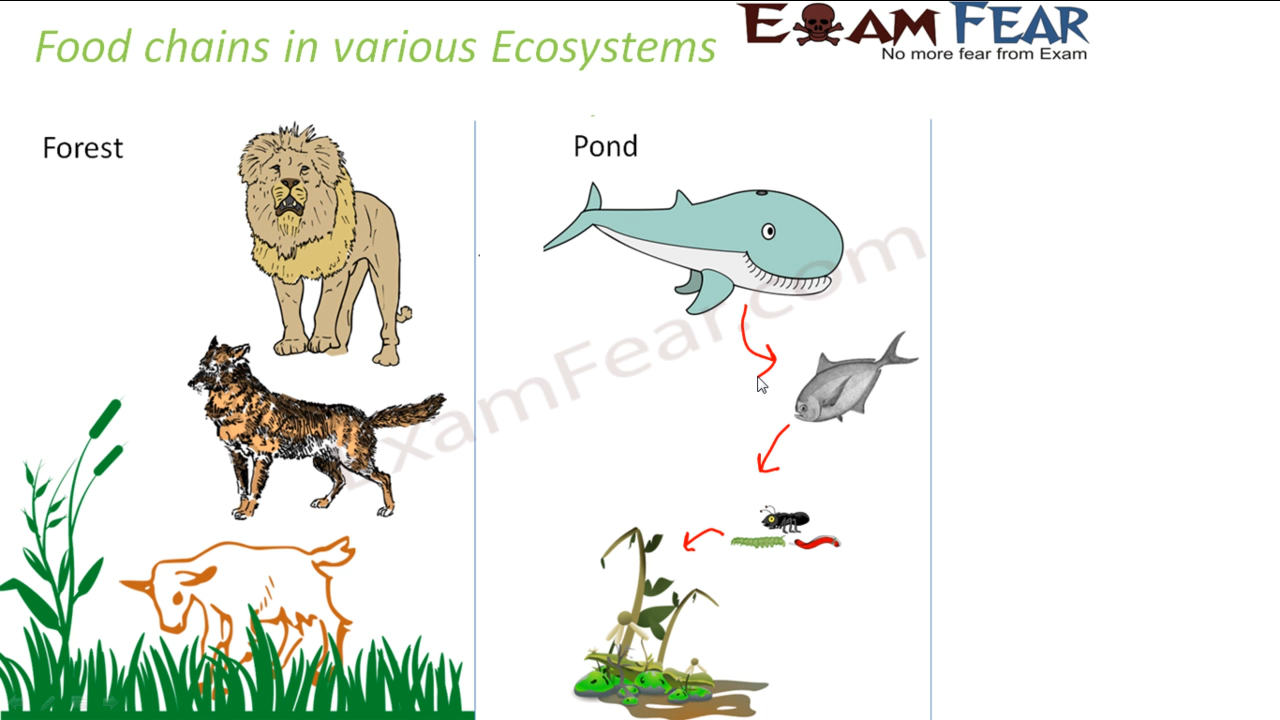 Food chains in various Ecosystems
EXAM FEAR
No more fear from Exam
Forest
Pond
ExamFear.com